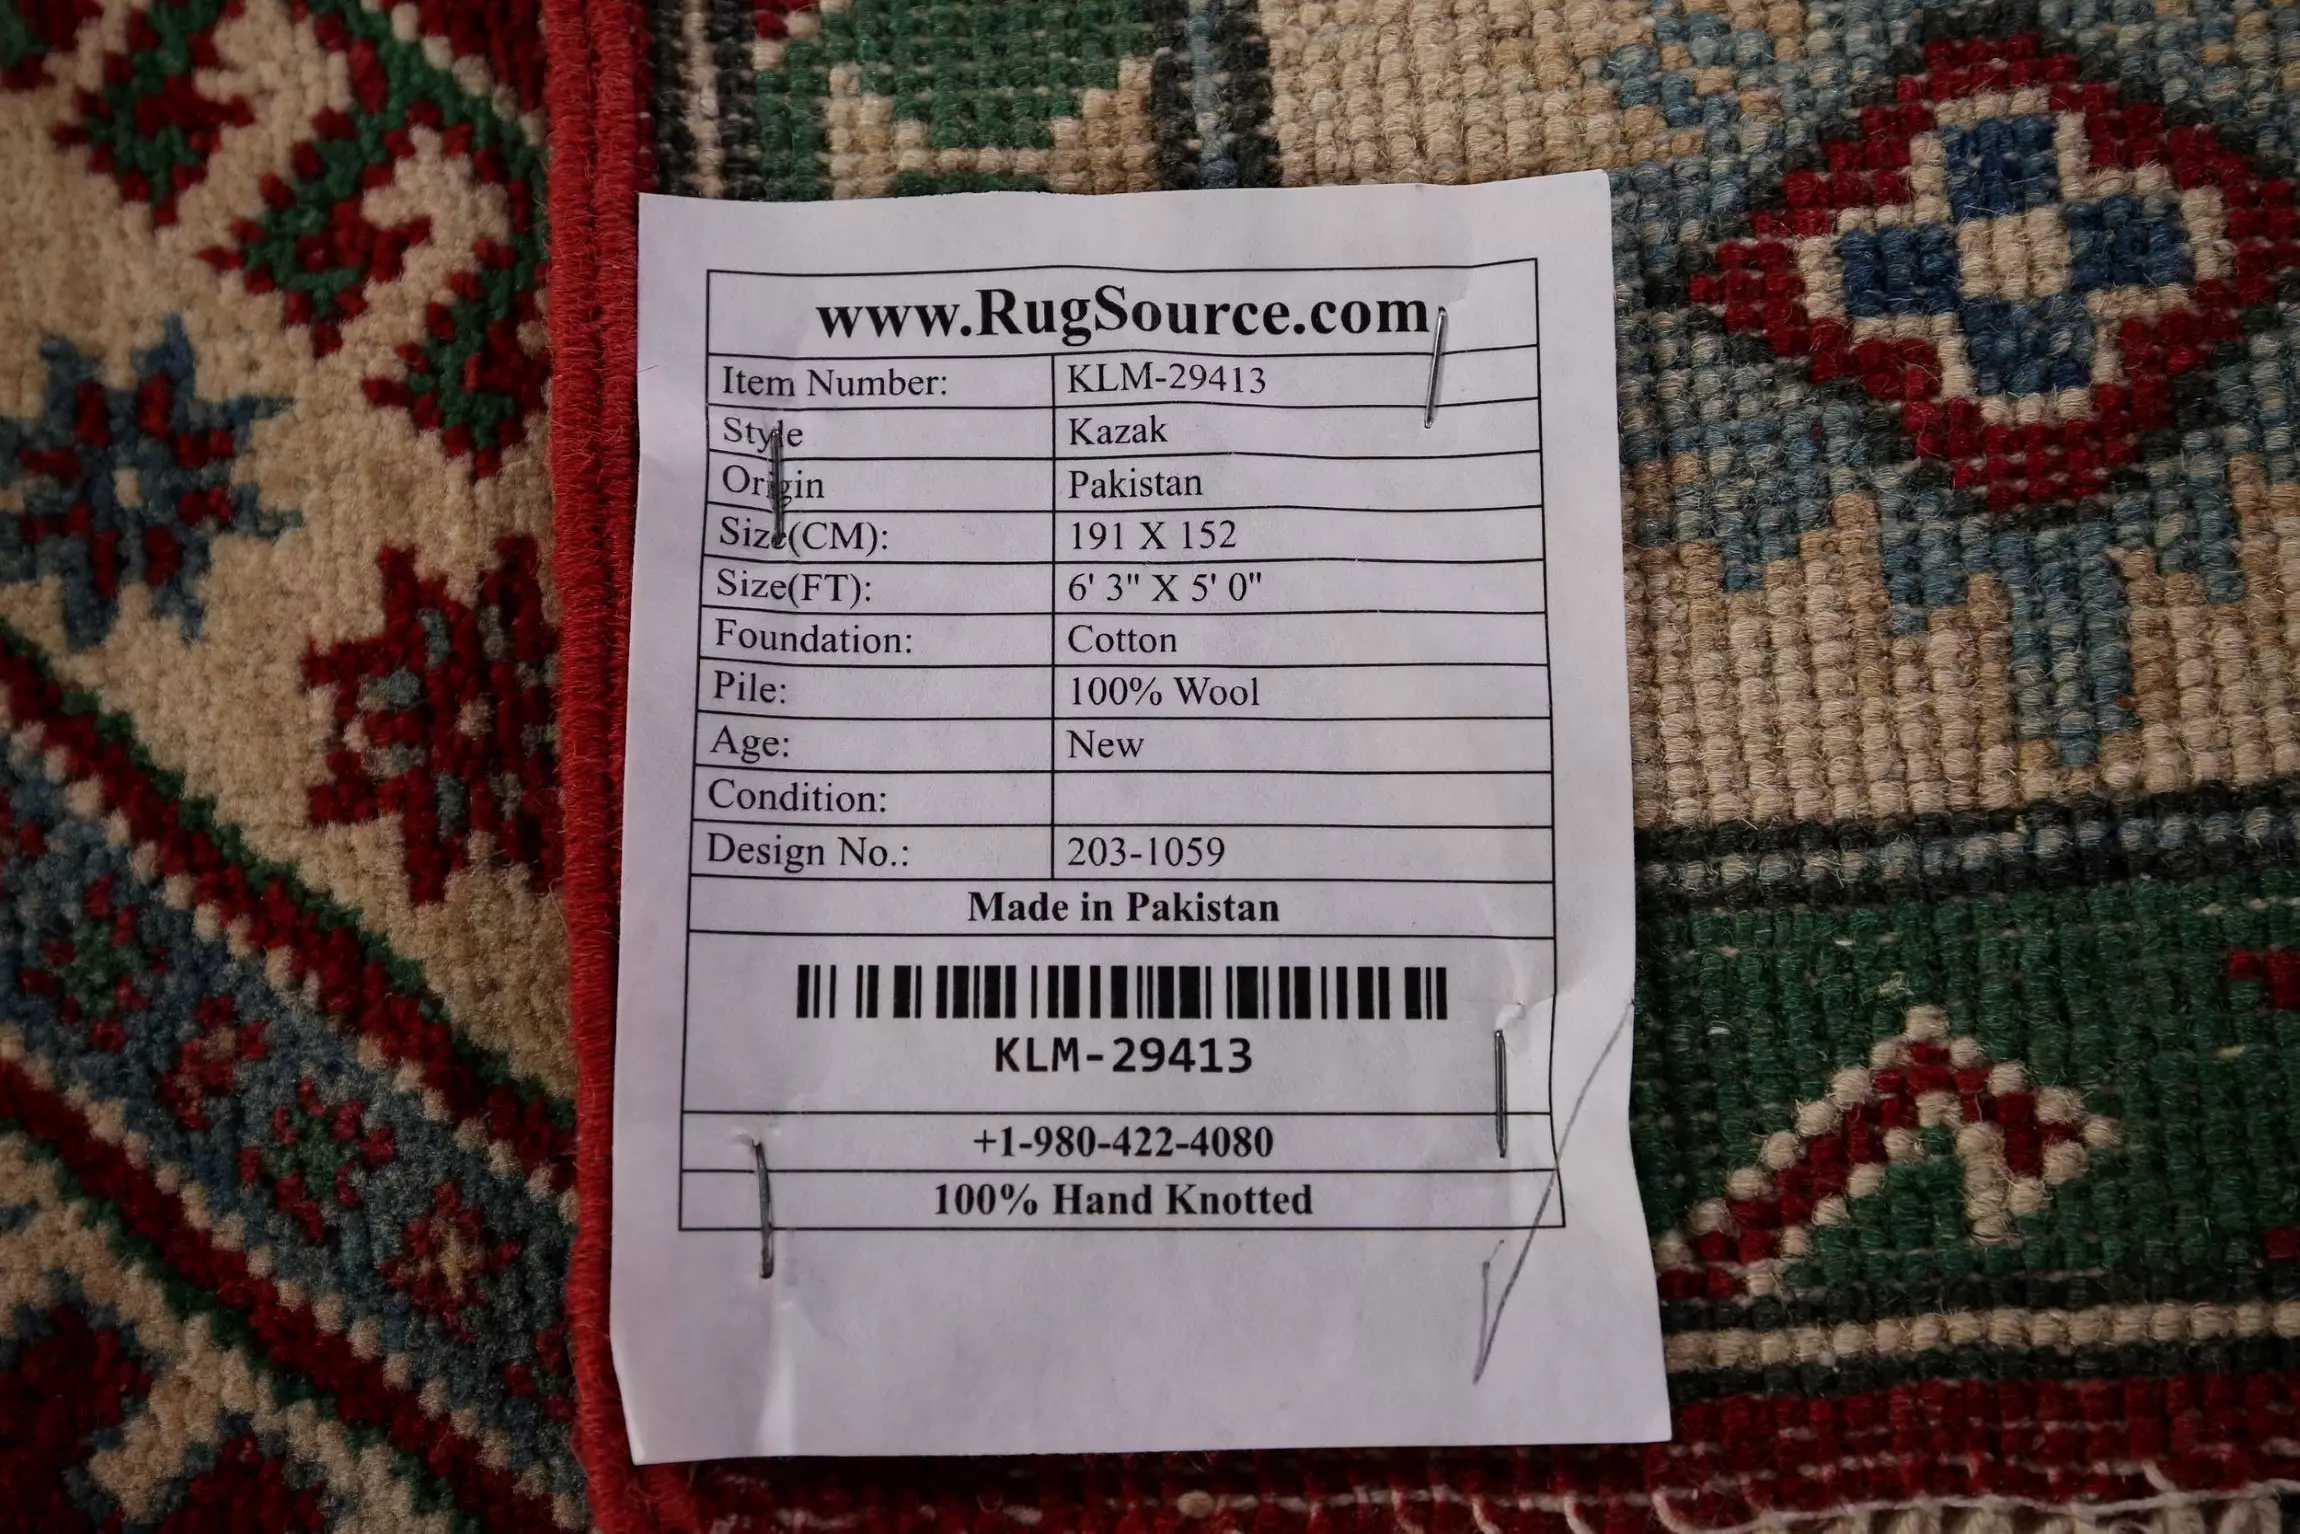 www.RugSource.com
Item Number: KLM-29413
Style Kazak
Origin Pakistan
Size(CM): 191 X 152
Size(FT): 6' 3" X 5' 0"
Foundation: Cotton
Pile: 100% Wool
Age: New
Condition:
Design No.: 203-1059
Made in Pakistan
KLM-29413
+1-980-422-4080
100% Hand Knotted